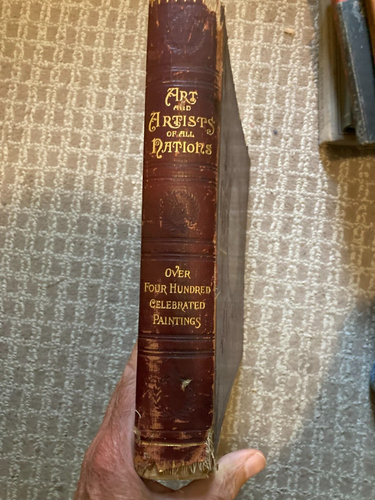 ART
AND
ARTISTS
OF ALL
NATIONS
OVER
FOUR HUNDRED
CELEBRATED
PAINTINGS